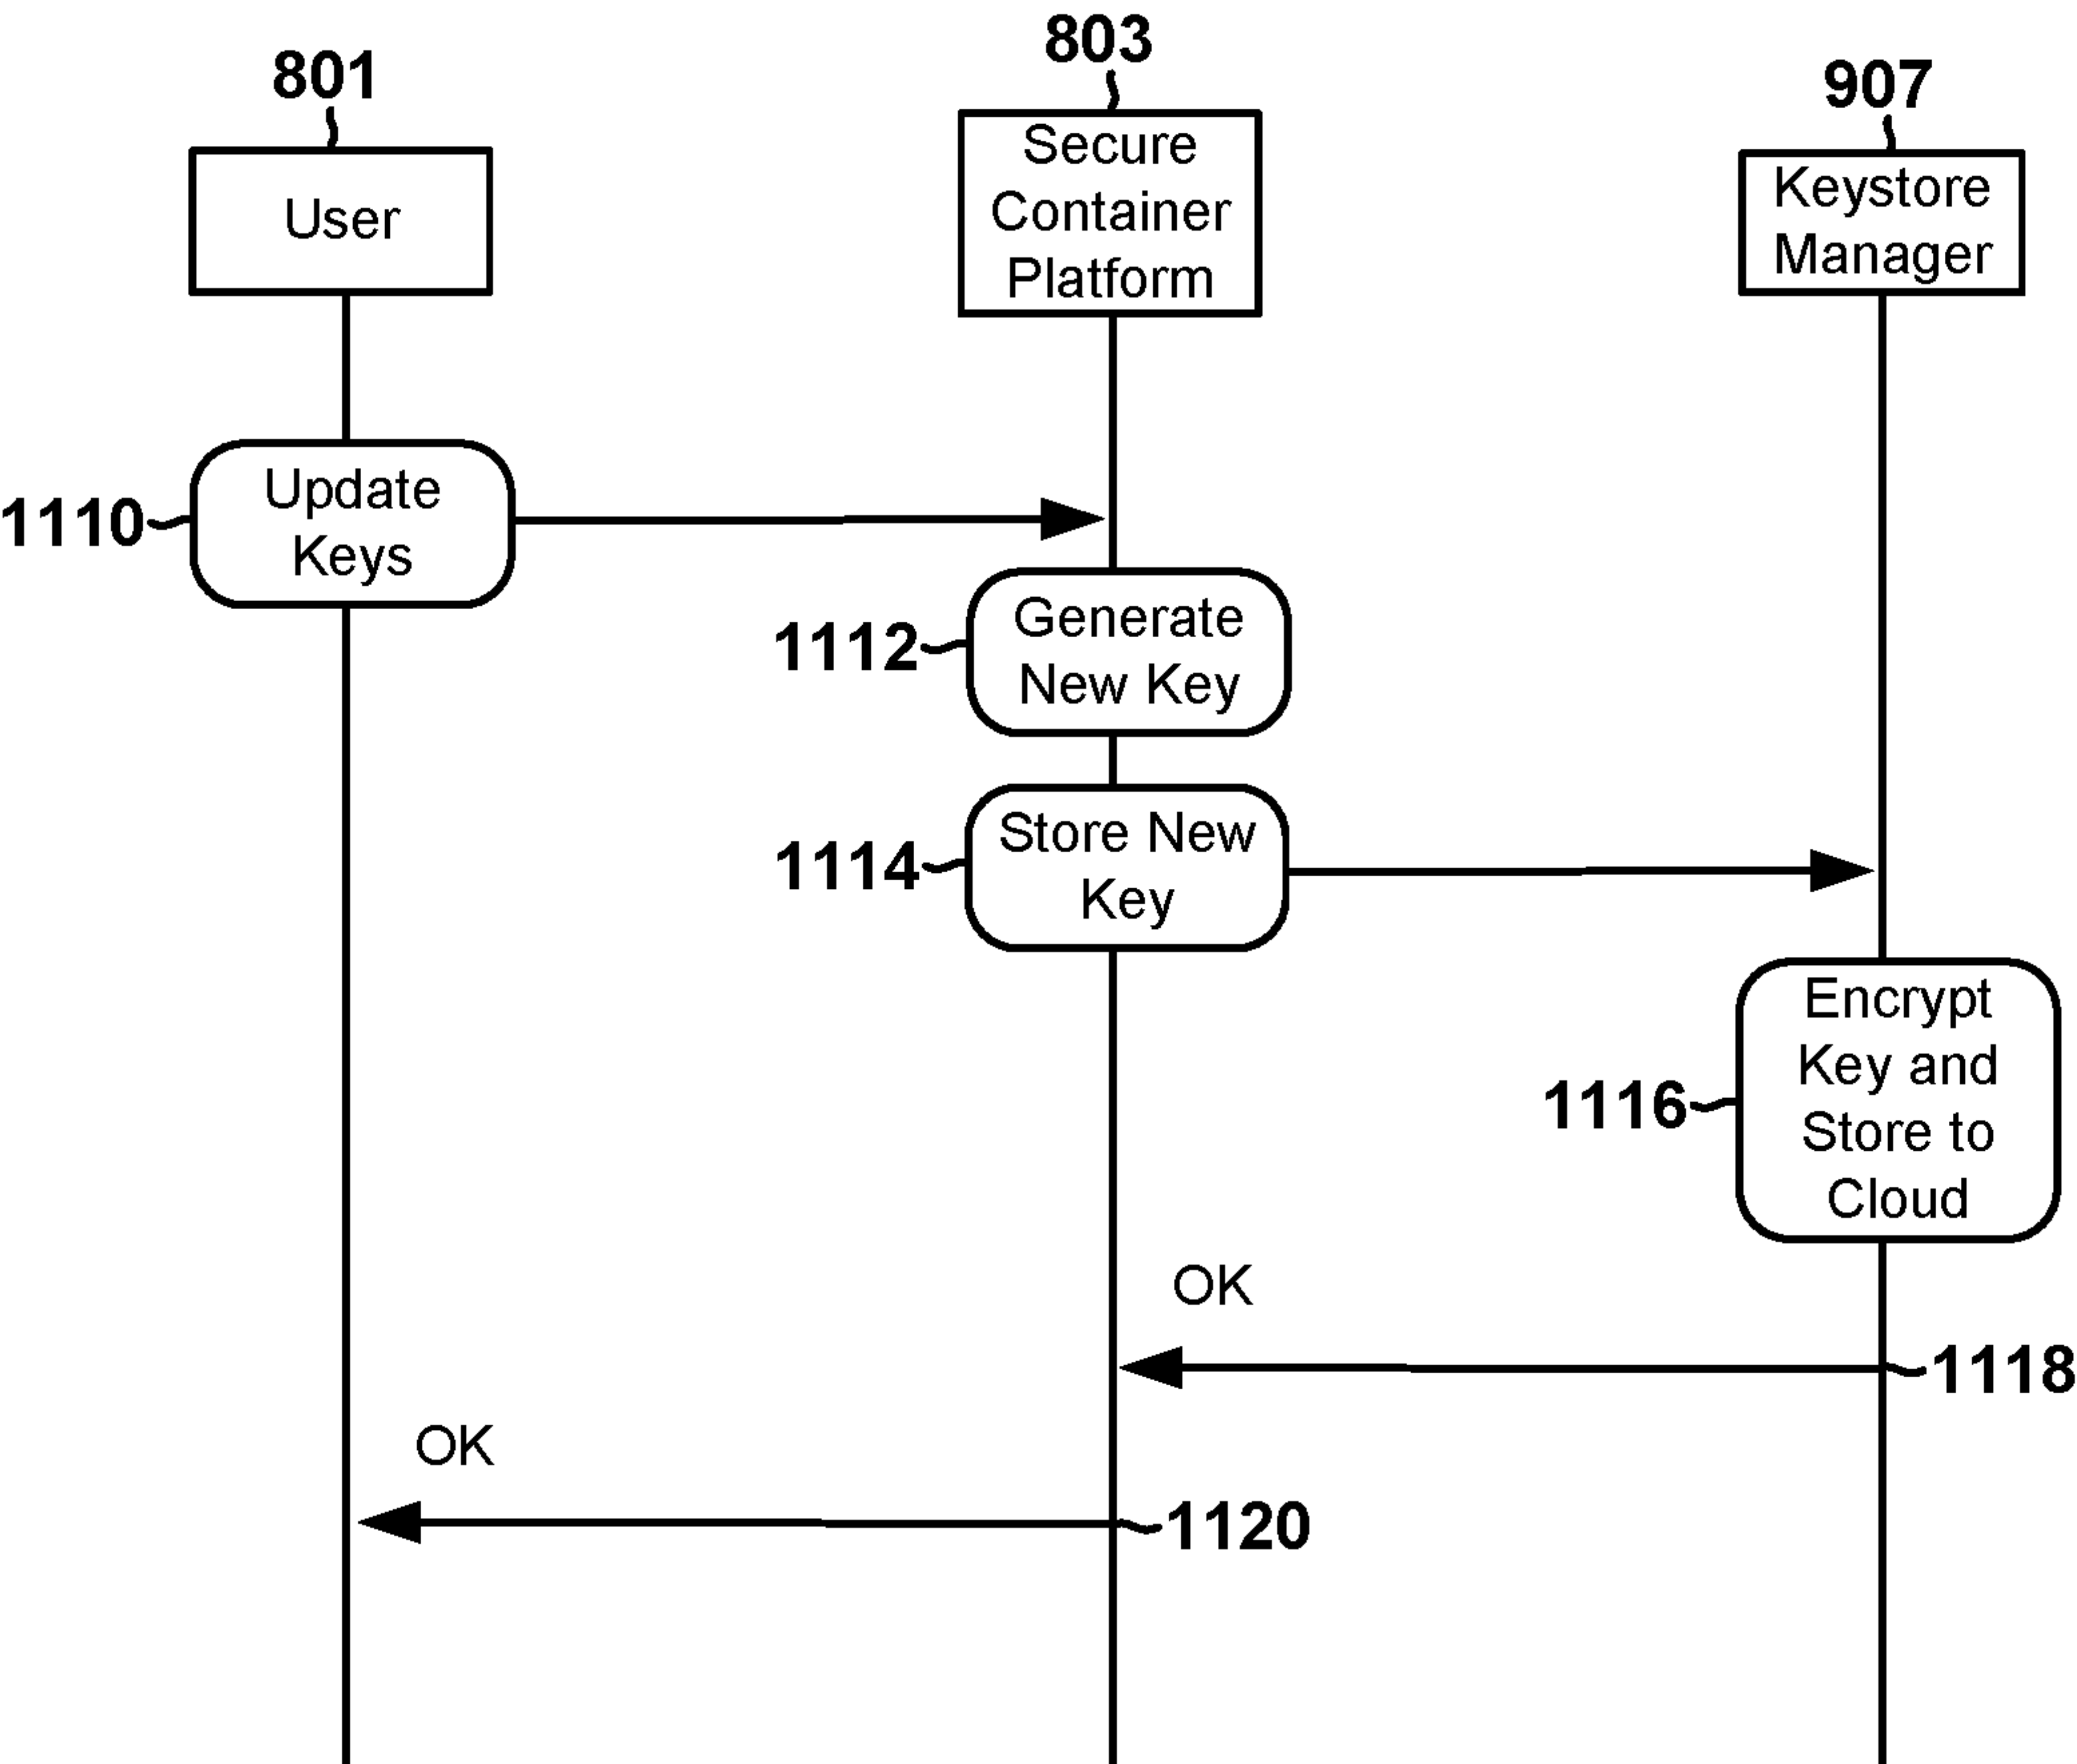 801
803
907
User
Secure
Container
Platform
Keystore
Manager
1110
Update
Keys
1112
Generate
New Key
1114
Store New
Key
1116
Encrypt
Key and
Store to
Cloud
OK
1118
OK
1120